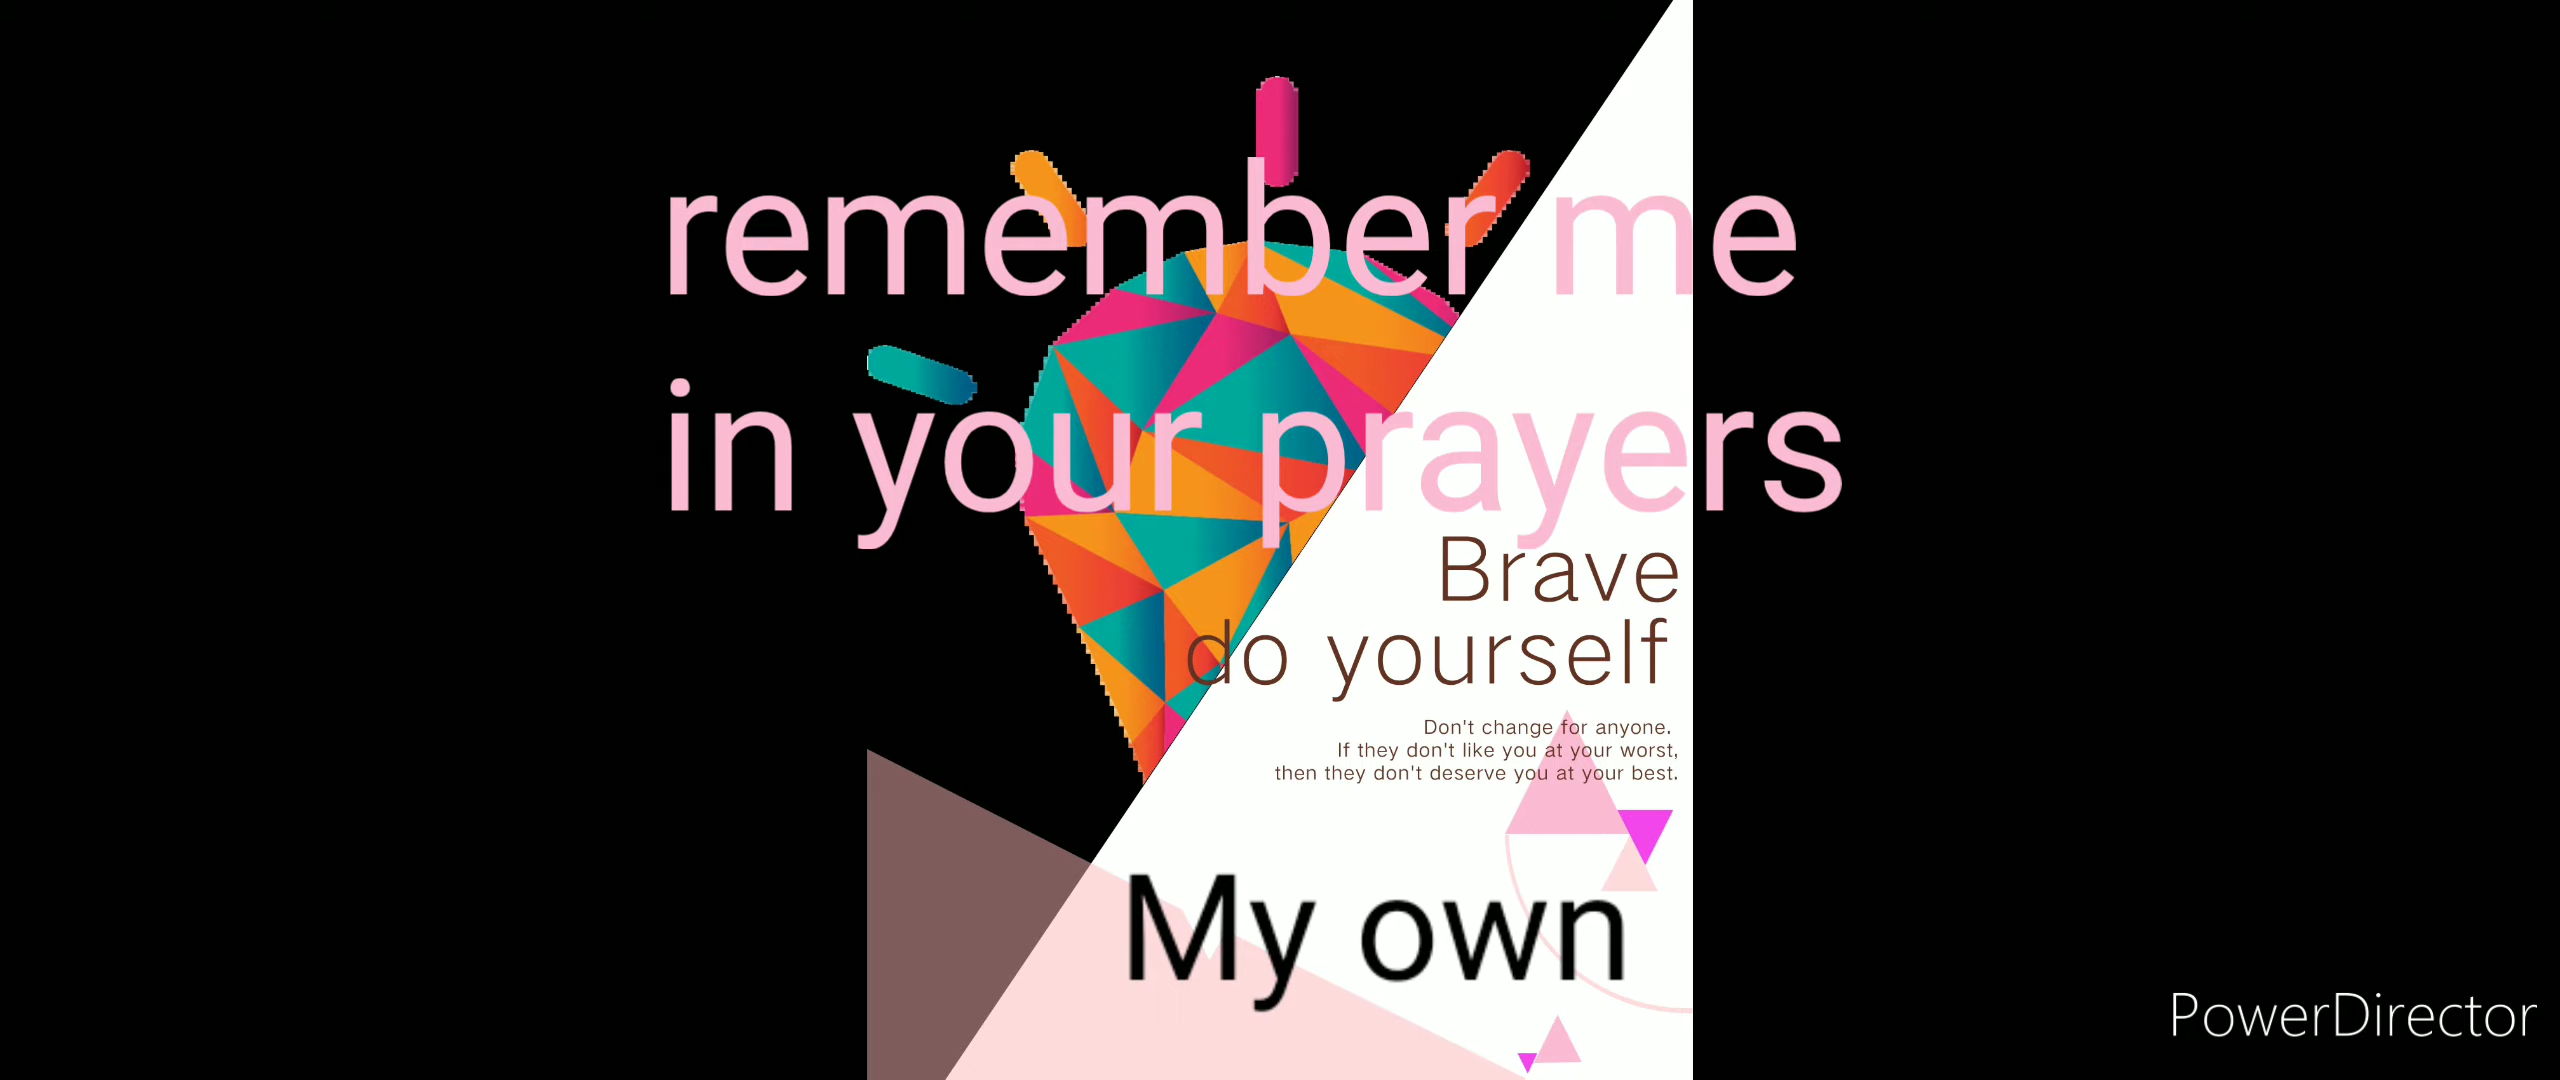 remember me
in your prayers
Brave
do yourself
Don't change for anyone.
If they don't like you at your worst,
then they don't deserve you at your best.
My own
PowerDirector